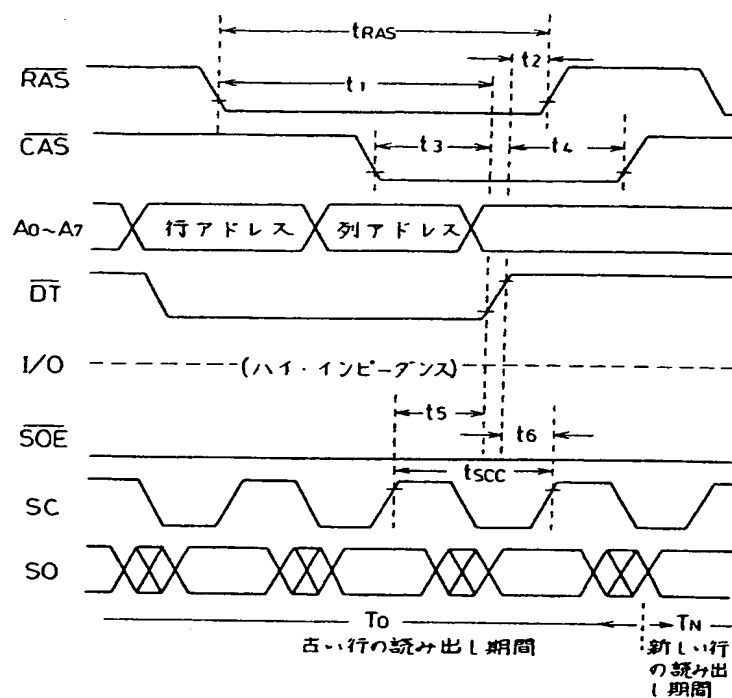 tRAS
RAS
t1
t2
CAS
t3
t4
A0~A7
行アドレス
列アドレス
DT
I/O
(ハイ・インピーダンス)
t5
SOE
t6
tSCC
SC
SO
TO
TN
古い行の読み出し期間
新しい行
の読み出
し期間